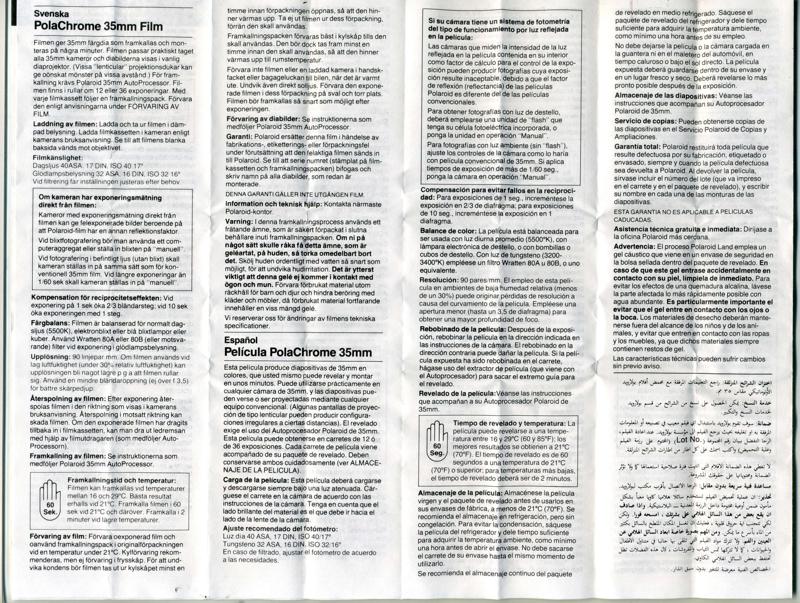 Svenska
PolaChrome 35mm Film
Filmen ger 35mm färgdia som framkallas och mon-
teras på några minuter. Filmen passar praktiskt taget
alla 35mm kameror och diabilderna visas i vanlig
diaprojektor. (Vissa "lenticular" projektionsdukar kan
ge oönskat mönster på vissa avstånd.) För fram-
kallning krävs Polaroid 35mm AutoProcessor. Fil-
men finns i rullar om 12 eller 36 exponeringar. Med
varje filmkassett följer en framkallningspack. Förvara
den enligt anvisningarna under FÖRVARING AV
FILM.
Laddning av filmen: Ladda och ta ur filmen i däm-
pad belysning. Ladda filmkassetten i kameran enligt
kamerans bruksanvisning. Se till att filmens blanka
baksida vänds mot objektivet.
Filmkänslighet:
Dagsljus 40ASA, 17 DIN, ISO 40 17°
Glödlampsbelysning 32 ASA, 16 DIN, ISO 32 16°
Vid filtrering får inställningen justeras efter behov.
Om kameran har exponeringsmätning
direkt från filmen:
Kameror med exponeringsmätning direkt från
filmen kan ge felexponerade bilder beroende på
att Polaroid-film har en annan reflektionsfaktor.
Vid blixtfotografering bör man använda ett com-
puteraggregat eller ställa in blixten på "manuell".
Vid fotografering i befintligt ljus (utan blixt) skall
kameran ställas in på samma sätt som för kon-
ventionell 35mm film. Vid längre exponeringar än
1/60 sek skall kameran ställas in på "manuell".
Kompensation för reciprocitetseffekten: Vid
exponering på 1 sek öka 2/3 bländarsteg; vid 10 sek
öka exponeringen med 1 steg.
Färgbalans: Filmen är balanserad för normalt dag-
sljus (5500K), elektronblixt eller blå blixtlampor eller
kuber. Använd Wratten 80A eller 80B (eller motsva-
rande) filter vid exponering i glödlampsbelysning.
Upplösning: 90 linjepar mm. Om filmen används vid
låg luftfuktighet (under 30% relativ luftfuktighet) kan
upplösningen bli något lägre p g a att filmen rullar
sig. Använd en mindre bländaröppning (ej över f 3,5)
för bättre skärpedjup.
Återspolning av filmen: Efter exponering åter-
spolas filmen i den riktning som visas i kamerans
bruksanvisning. Återspolning i motsatt riktning kan
skada filmen. Om den exponerade filmen har dragits
tillbaka in i filmkassetten, kan man dra ut ledremsan
med hjälp av filmutdragaren (som medföljer Auto-
Processorn).
Framkallning av filmen: Se instruktionerna som
medföljer Polaroid 35mm AutoProcessor.
60
Sek.
Framkallningstid och temperatur:
Filmen kan framkallas vid temperaturer
mellan 16 och 29°C. Bästa resultat
erhålls vid 21°C. Framkalla filmen i 60
sek vid 21°C och därover. Framkalla i 2
minuter vid lägre temperaturer.
Förvaring av film: Förvara oexponerad film och
oanvänd framkallningspack i originalförpackningen
vid en temperatur under 21°C. Kylförvaring rekom-
menderas, men ej förvaring i frysskåp. För att und-
vika kondens bör filmen tas ut ur kylskåpet minst en
timme innan förpackningen öppnas, så att den hin-
ner värmas upp. Ta ej ut filmen ur dess förpackning,
förrän den skall användas.
Framkallningspacken förvaras bäst i kylskåp tills den
skall användas. Den bör dock tas fram minst en
timme innan den skall användas, så att den hinner
värmas upp till rumstemperatur.
Förvara inte filmen eller en laddad kamera i handsk-
facket eller bageluckan på en bil, när det är varmt
ute. Undvik även direkt solljus. Förvara den expone-
rade filmen i dess förpackning på sval och torr plats.
Filmen bör framkallas så snart som möjligt efter
exponeringen.
Förvaring av diabilder: Se instruktionerna som
medföljer Polaroid 35mm AutoProcessor.
Garanti: Polaroid ersätter denna film i händelse av
fabrikations-, etiketterings- eller förpackningsfel
under förutsättning att den felaktiga filmen sänds in
till Polaroid. Se till att serie numret (stämplat på film-
kassetten och framkallningspacken) bifogas och
skriv namn på alla diabilder, som redan är
monterade.
DENNA GARANTI GÄLLER INTE UTGÅNGEN FILM.
Information och teknisk hjälp: Kontakta närmaste
Polaroid-kontor.
Varning: I denna framkallningsprocess används ett
frätande ämne, som är säkert förpackat i slutna
behållare inuti framkallningspacken. Om ni på
något sätt skulle råka få detta ämne, som är
geléartat, på huden, så torka omedelbart bort
det. Skölj huden ordentligt med vatten så snart som
möjligt, för att undvika hudirritation. Det är ytterst
viktigt att denna gelé ej kommer i kontakt med
ögon och mun. Förvara förbrukat material utom
räckhåll för barn och djur och hindra beröring med
kläder och möbler, då förbrukat material fortfarande
innehåller en viss mängd gelé.
Vi reserverar oss för ändringar av filmens tekniska
specifikationer.
Español
Película PolaChrome 35mm
Esta película produce diapositivas de 35mm, en
colores, que usted mismo puede revelar y montar
en unos minutos. Puede utilizarse prácticamente en
cualquier cámara de 35mm, y las diapositivas pue-
den verse o ser proyectadas mediante cualquier
equipo convencional. (Algunas pantallas de proyec-
ción de tipo lenticular pueden producir configura-
ciones irregulares a ciertas distancias). El revelado
exige el uso del Autoprocesador Polaroid de 35mm.
Esta película puede obtenerse en carretes de 12 ó
de 36 exposiciones. Cada carrete de película viene
acompañado de su paquete de revelado. Deben
conservarse ambos cuidadosamente (ver ALMACE-
NAJE DE LA PELICULA).
Carga de la película: Esta película deberá cargarse
y descargarse siempre bajo una luz atenuada. Cár-
guese el carrete en la cámara de acuerdo con las
instrucciones de la cámara. Tenga en cuenta que el
lado brillante del material es el que debe ir hacia el
lado de la lente de la cámara.
Ajuste recomendado del fotómetro:
Luz día 40 ASA, 17 DIN, ISO 40/17°
Tungsteno 32 ASA, 16 DIN, ISO 32/16°
En caso de filtrado, ajustar el fotómetro de acuerdo
a las necesidades.
Si su cámara tiene un sistema de fotometría
del tipo de funcionamiento por luz reflejada
en la película:
Las cámaras que miden la intensidad de la luz
reflejada en la película contenida en su interior
como factor de cálculo para el control de la expo-
sición pueden producir fotografías cuya exposi-
ción resulte inaceptable, debido a que el factor
de reflexión (reflectancia) de las películas
Polaroid es diferente del de las películas
convencionales.
Para obtener fotografías con luz de destello,
deberá emplearse una unidad de "flash" que
tenga su célula fotoeléctrica incorporada, o
ponga la unidad en operación "Manual".
Para fotografías con luz ambiente (sin "flash"),
ajuste los controles de la cámara como lo haría
con película convencional de 35mm. Si aplica
tiempos de exposición de más de 1/60 seg.,
ponga la cámara en operación "Manual".
Compensación para evitar fallos en la reciproci-
dad: Para exposiciones de 1 seg., increméntese la
exposición en 2/3 de diafragma; para exposiciones
de 10 seg., increméntese la exposición en 1
diafragma.
Balance de color: La película está balanceada para
ser usada con luz diurna promedio (5500°K), con
lámpara electrónica de destello, o con bombillos o
cubos de destello. Con luz de tungsteno (3200-
3400°K) empléese un filtro Wratten 80A u 80B, o uno
equivalente.
Resolución: 90 pares mm. El empleo de esta pelí-
cula en ambientes de baja humedad relativa (menos
de un 30%) puede originar pérdidas de resolución a
causa del curvamiento de la película. Empléese una
apertura menor (hasta un 3,5 de diafragma) para
obtener una mayor profundidad de foco.
Rebobinado de la película: Después de la exposi-
ción, rebobínar la película en la dirección indicada en
las instrucciones de la cámara. El rebobinado en la
dirección contraria puede dañar la película. Si la pelí-
cula expuesta ha sido rebobinada en el carrete,
hágase uso del extractor de película (que viene con
el Autoprocesador) para sacar el extremo guía para
el revelado.
Revelado de la película: Véanse las instrucciones
que acompañan a su Autoprocesador Polaroid de
35mm.
60
Seg.
Tiempo de revelado y temperatura: La
película puede revelarse a una tempera-
tura entre 16 y 29°C (60 y 85°F); los
mejores resultados se obtienen a 21°C
(70°F). El tiempo de revelado es de 60
segundos a una temperatura de 21°C
(70°F) o superior; para temperaturas más bajas,
el tiempo de revelado deberá ser de 2 minutos.
Almacenaje de la película: Almacénese la película
virgen y el paquete de revelado antes de usarlos en
sus envases de fábrica, a menos de 21°C (70°F). Se
recomienda el almacenaje en refrigeración, pero sin
congelación. Para evitar la condensación, sáquense
la película del refrigerador y déle tiempo suficiente
para adquirir la temperatura ambiente, como mínimo
una hora antes de abrir el envase. No debe sacarse
el carrete de su envase hasta el mismo momento de
utilizarlo.
Se recomienda el almacenaje continuo del paquete
de revelado en medio refrigerado. Sáquese el
paquete de revelado del refrigerador y dele tiempo
suficiente para adquirir la temperatura ambiente,
como mínimo una hora antes de su empleo.
No debe dejarse la película o la cámara cargada en
la guantera ni en el maletero del automóvil, en
tiempo caluroso o bajo el sol directo. La película
expuesta deberá guardarse dentro de su envase y
en un lugar fresco y seco. Deberá revelarse lo más
pronto posible después de la exposición.
Almacenaje de las diapositivas: Véanse las
instrucciones que acompañan su Autoprocesador
Polaroid de 35mm.
Servicio de copias: Pueden obtenerse copias de
las diapositivas en el Servicio Polaroid de Copias y
Ampliaciones.
Garantía total: Polaroid restituirá toda película que
resulte defectuosa por su fabricación, etiquetado o
envasado, siempre y cuando la película defectuosa
sea devuelta a Polaroid. Al devolver la película,
sírvase incluir el número del lote (que va impreso
en el carrete y en el paquete de revelado), y escribir
su nombre en cada una de las monturas de las
diapositivas.
ESTA GARANTIA NO ES APLICABLE A PELICULAS
CADUCADAS.
Asistencia técnica gratuita e inmediata: Diríjase a
la oficina Polaroid más cercana.
Advertencia: El proceso Polaroid Land emplea un
gel cáustico que viene en un envase de seguridad en
la bolsa sellada dentro del paquete de revelado. En
caso de que este gel entrase accidentalmente en
contacto con su piel, límpiela de inmediato. Para
evitar los efectos de una quemadura alcalina, lávese
la parte afectada lo más rápidamente posible con
agua abundante. Es particularmente importante el
evitar que el gel entre en contacto con los ojos o
la boca. Los materiales de desecho deberán mante-
nerse fuera del alcance de los niños y de los anima-
les, y evitar que entren en contacto con las ropas
y los muebles, ya que dichos materiales siempre
contienen restos de gel.
Las características técnicas pueden sufrir cambios
sin previo aviso.
Lot No.